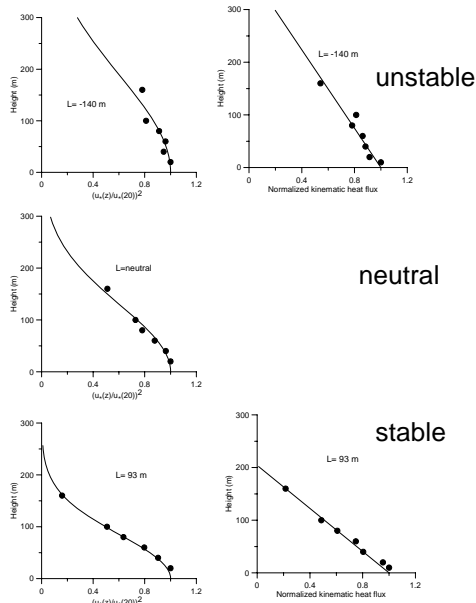 300
200
100
0
Height (m)
L= -140 m
0
0.4
0.8
1.2
(u*(z)/u*(20))²
300
200
100
0
Height (m)
L= -140 m
0
0.4
0.8
1.2
Normalized kinematic heat flux
unstable
300
200
100
0
Height (m)
L=neutral
0
0.4
0.8
1.2
(u*(z)/u*(20))²
neutral
300
200
100
0
Height (m)
L= 93 m
0
0.4
0.8
1.2
(u*(z)/u*(20))²
stable
300
200
100
0
Height (m)
L= 93 m
0
0.4
0.8
1.2
Normalized kinematic heat flux